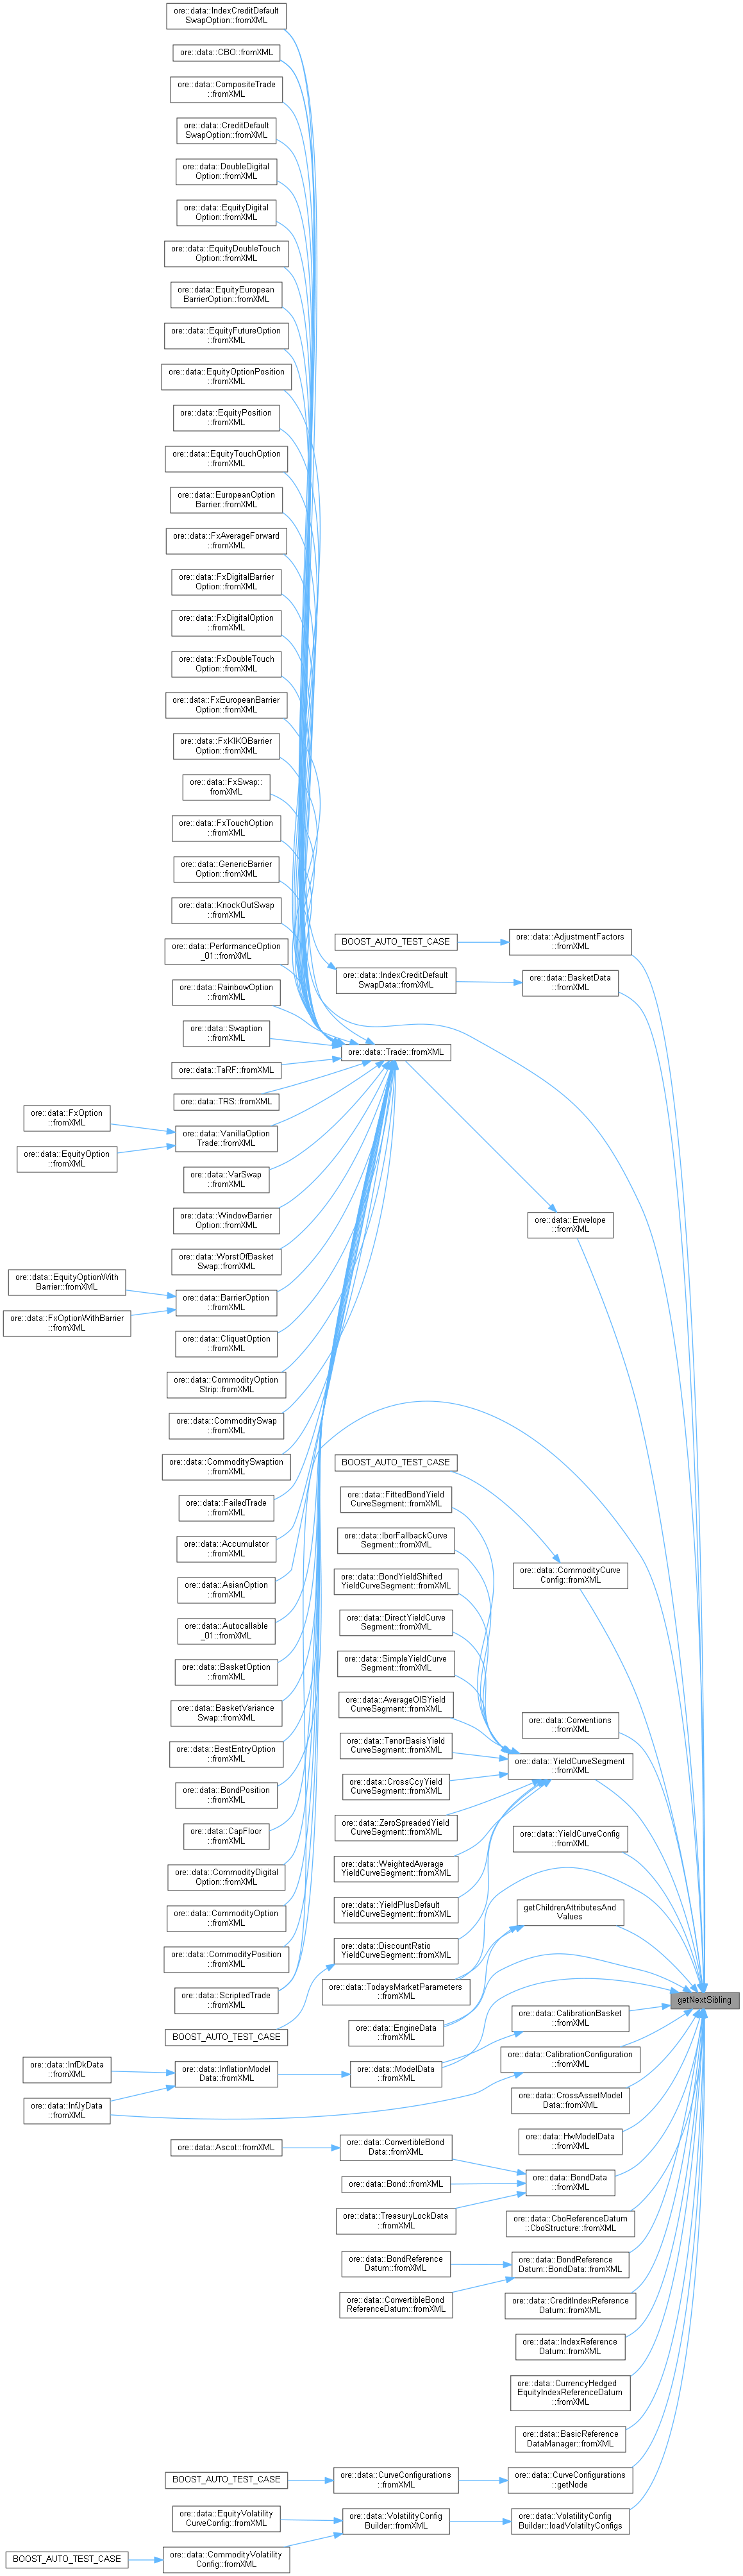 ore::data::IndexCreditDefault
SwapOption::fromXML
ore::data::CBO::fromXML
ore::data::CompositeTrade
::fromXML
ore::data::CreditDefault
SwapOption::fromXML
ore::data::DoubleDigital
Option::fromXML
ore::data::EquityDigital
Option::fromXML
ore::data::EquityDoubleTouch
Option::fromXML
ore::data::EquityEuropean
BarrierOption::fromXML
ore::data::EquityFutureOption
::fromXML
ore::data::EquityOptionPosition
::fromXML
ore::data::EquityPosition
::fromXML
ore::data::EquityTouchOption
::fromXML
ore::data::EuropeanOption
Barrier::fromXML
ore::data::FxAverageForward
::fromXML
ore::data::FxDigitalBarrier
Option::fromXML
ore::data::FxDigitalOption
::fromXML
ore::data::FxDoubleTouch
Option::fromXML
ore::data::FxEuropeanBarrier
Option::fromXML
ore::data::FxKIKOBarrier
Option::fromXML
ore::data::FxSwap::
fromXML
ore::data::FxTouchOption
::fromXML
ore::data::GenericBarrier
Option::fromXML
ore::data::KnockOutSwap
::fromXML
ore::data::PerformanceOption
_01::fromXML
ore::data::RainbowOption
::fromXML
ore::data::Swaption
::fromXML
ore::data::TaRF::fromXML
ore::data::TRS::fromXML
ore::data::VanillaOption
Trade::fromXML
ore::data::FxOption
::fromXML
ore::data::EquityOption
::fromXML
ore::data::VarSwap
::fromXML
ore::data::WindowBarrier
Option::fromXML
ore::data::WorstOfBasket
Swap::fromXML
ore::data::BarrierOption
::fromXML
ore::data::EquityOptionWith
Barrier::fromXML
ore::data::FxOptionWithBarrier
::fromXML
ore::data::CliquetOption
::fromXML
ore::data::CommodityOption
Strip::fromXML
ore::data::CommoditySwap
::fromXML
ore::data::CommoditySwaption
::fromXML
ore::data::FailedTrade
::fromXML
ore::data::Accumulator
::fromXML
ore::data::AsianOption
::fromXML
ore::data::Autocallable
_01::fromXML
ore::data::BasketOption
::fromXML
ore::data::BasketVariance
Swap::fromXML
ore::data::BestEntryOption
::fromXML
ore::data::BondPosition
::fromXML
ore::data::CapFloor
::fromXML
ore::data::CommodityDigital
Option::fromXML
ore::data::CommodityOption
::fromXML
ore::data::CommodityPosition
::fromXML
ore::data::ScriptedTrade
::fromXML
BOOST_AUTO_TEST_CASE
ore::data::InflationModel
Data::fromXML
ore::data::InfDkData
::fromXML
ore::data::InfJyData
::fromXML
ore::data::Ascot::fromXML
BOOST_AUTO_TEST_CASE
ore::data::EquityVolatility
CurveConfig::fromXML
ore::data::CommodityVolatility
Config::fromXML
BOOST_AUTO_TEST_CASE
BOOST_AUTO_TEST_CASE
ore::data::IndexCreditDefault
SwapData::fromXML
ore::data::Trade::fromXML
BOOST_AUTO_TEST_CASE
ore::data::FittedBondYield
CurveSegment::fromXML
ore::data::IborFallbackCurve
Segment::fromXML
ore::data::BondYieldShifted
YieldCurveSegment::fromXML
ore::data::DirectYieldCurve
Segment::fromXML
ore::data::SimpleYieldCurve
Segment::fromXML
ore::data::AverageOISYield
CurveSegment::fromXML
ore::data::TenorBasisYield
CurveSegment::fromXML
ore::data::CrossCcyYield
CurveSegment::fromXML
ore::data::ZeroSpreadedYield
CurveSegment::fromXML
ore::data::WeightedAverage
YieldCurveSegment::fromXML
ore::data::YieldPlusDefault
YieldCurveSegment::fromXML
ore::data::DiscountRatio
YieldCurveSegment::fromXML
ore::data::TodaysMarketParameters
::fromXML
ore::data::EngineData
::fromXML
ore::data::ModelData
::fromXML
ore::data::ConvertibleBond
Data::fromXML
ore::data::Bond::fromXML
ore::data::TreasuryLockData
::fromXML
ore::data::BondReference
Datum::fromXML
ore::data::ConvertibleBond
ReferenceDatum::fromXML
ore::data::CurveConfigurations
::fromXML
ore::data::VolatilityConfig
Builder::fromXML
ore::data::AdjustmentFactors
::fromXML
ore::data::BasketData
::fromXML
ore::data::Envelope
::fromXML
ore::data::CommodityCurve
Config::fromXML
ore::data::Conventions
::fromXML
ore::data::YieldCurveSegment
::fromXML
ore::data::YieldCurveConfig
::fromXML
getChildrenAttributesAnd
Values
ore::data::CalibrationBasket
::fromXML
ore::data::CalibrationConfiguration
::fromXML
ore::data::CrossAssetModel
Data::fromXML
ore::data::HwModelData
::fromXML
ore::data::BondData
::fromXML
ore::data::CboReferenceDatum
::CboStructure::fromXML
ore::data::BondReference
Datum::BondData::fromXML
ore::data::CreditIndexReference
Datum::fromXML
ore::data::IndexReference
Datum::fromXML
ore::data::CurrencyHedged
EquityIndexReferenceDatum
::fromXML
ore::data::BasicReference
DataManager::fromXML
ore::data::CurveConfigurations
::getNode
ore::data::VolatilityConfig
Builder::loadVolatiltyConfigs
getNextSibling